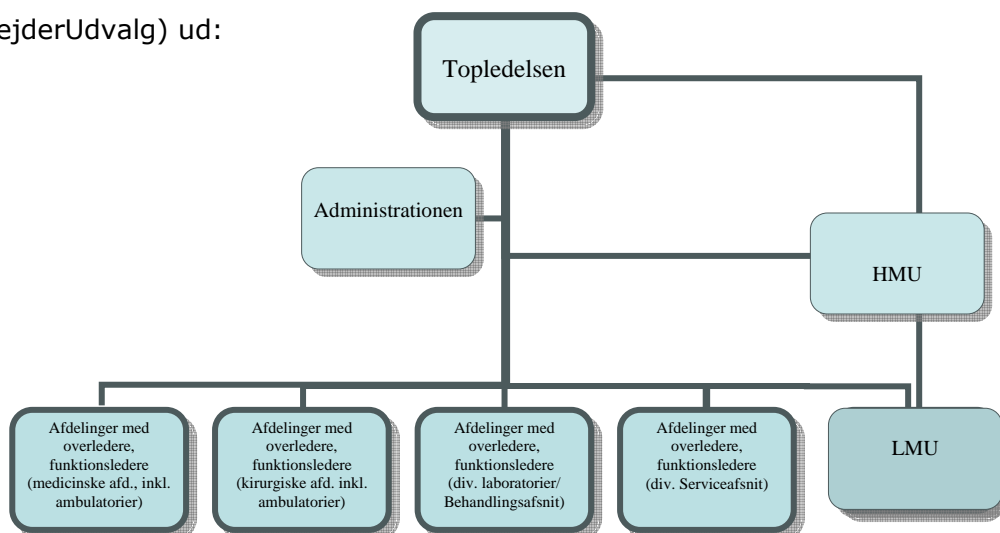 ejderUdvalg) ud:
Topledelsen
Administrationen
HMU
Afdelinger med
overledere,
funktionsledere
(medicinske afd., inkl.
ambulatorier)
Afdelinger med
overledere,
funktionsledere
(kirurgiske afd. inkl.
ambulatorier)
Afdelinger med
overledere,
funktionsledere
(div. laboratorier/
Behandlingsafsnit)
Afdelinger med
overledere,
funktionsledere
(div. Serviceafsnit)
LMU